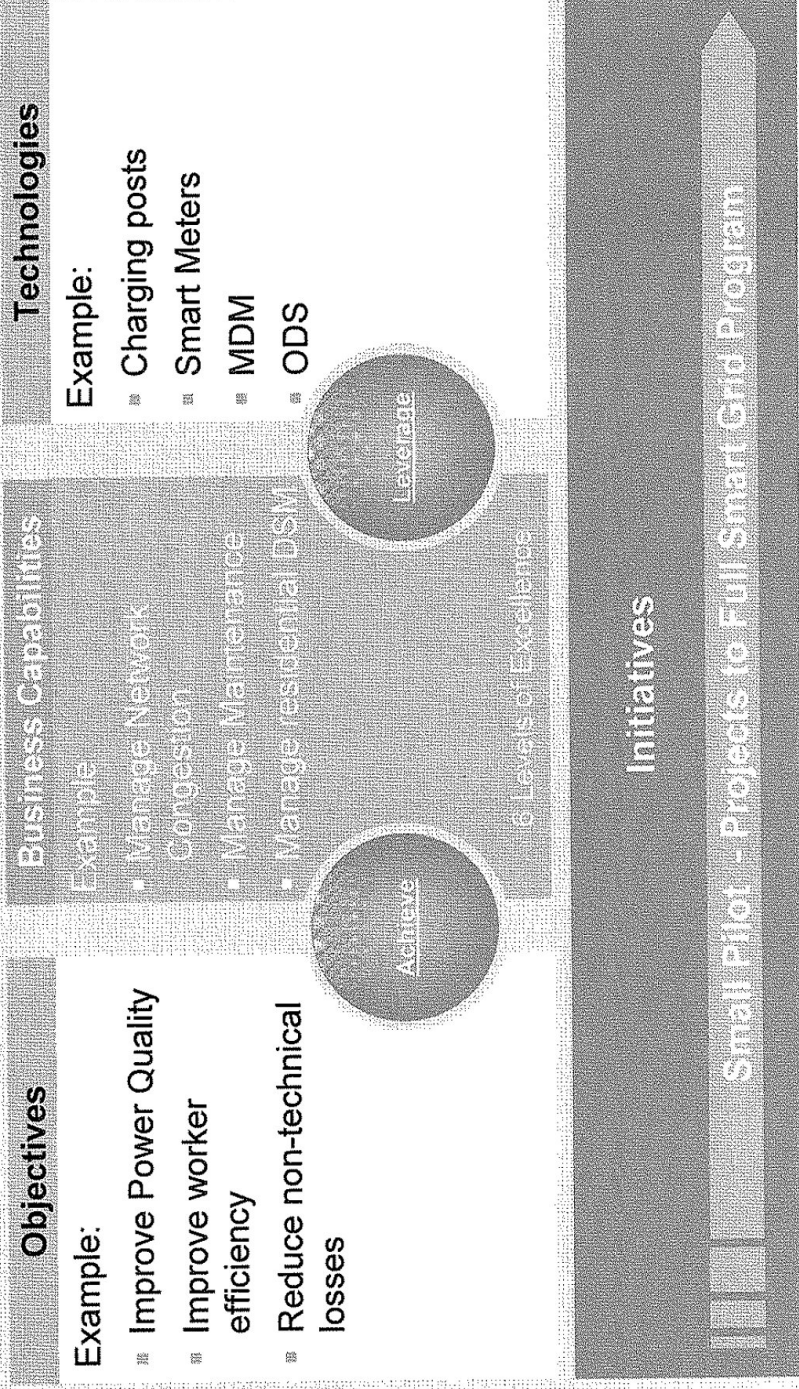 Objectives
Example:
▪ Improve Power Quality
▪ Improve worker
efficiency
▪ Reduce non-technical
losses
Achieve
Business Capabilities
Example
▪ Manage Network
Congestion
▪ Manage Maintenance
▪ Manage residential DSM
6 Levels of Excellence
Leverage
Technologies
Example:
▪ Charging posts
▪ Smart Meters
▪ MDM
▪ ODS
Initiatives
Small Pilot - Projects to Full Smart Grid Program